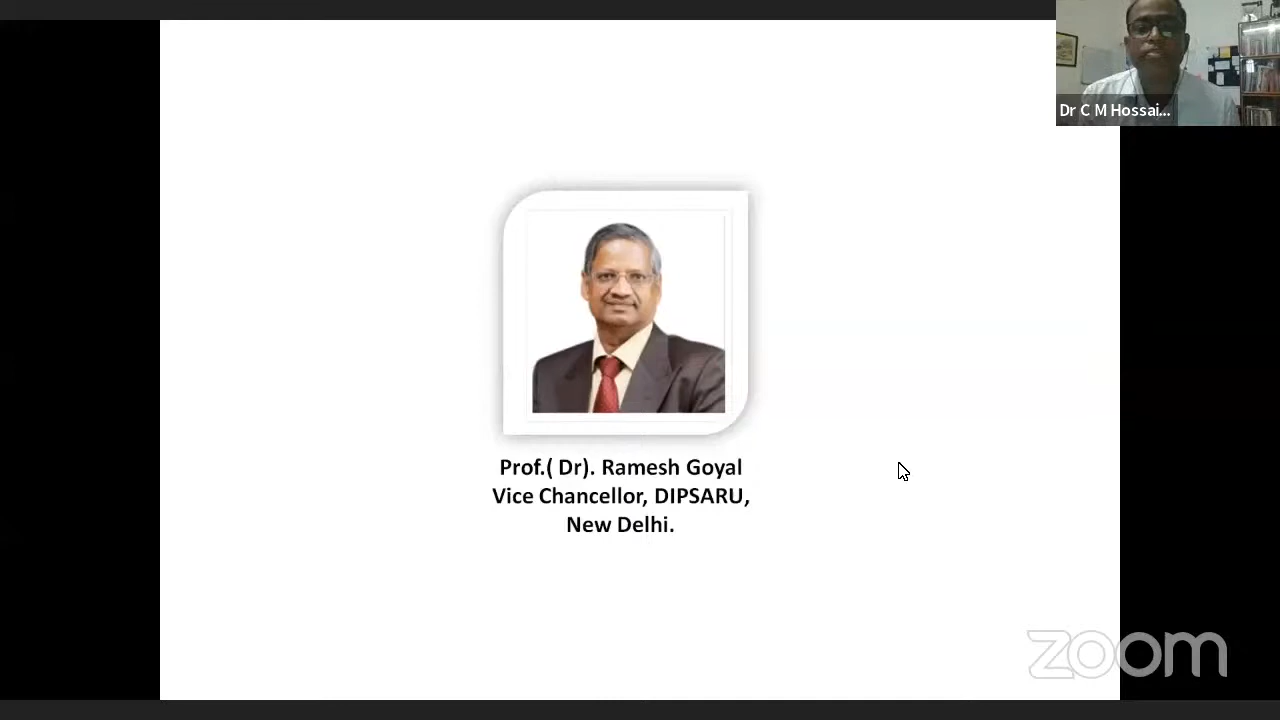 Dr C M Hossai...
Prof.( Dr). Ramesh Goyal
Vice Chancellor, DIPSARU,
New Delhi.
zoom